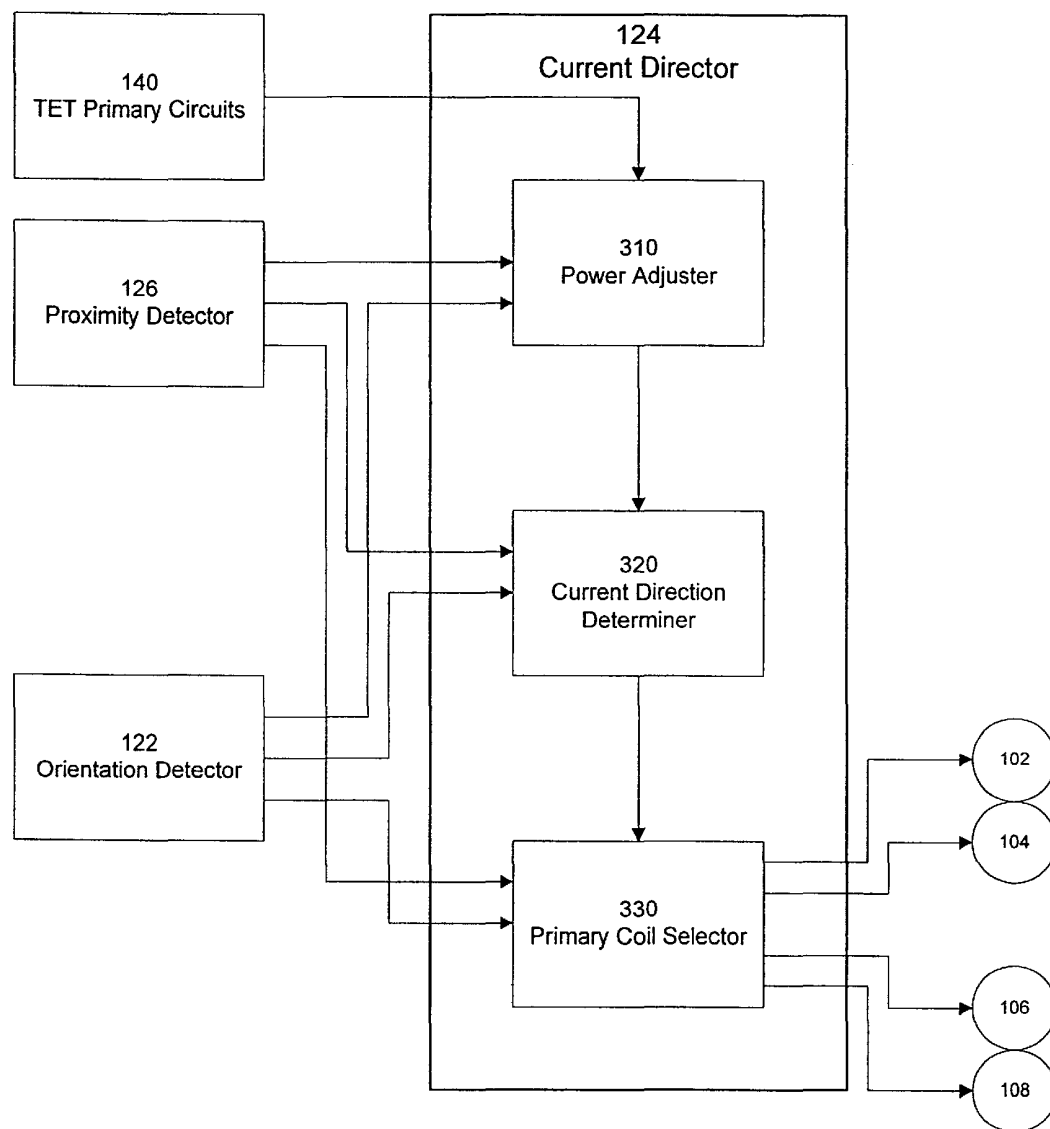 124
Current Director
140
TET Primary Circuits
310
Power Adjuster
126
Proximity Detector
320
Current Direction
Determiner
122
Orientation Detector
330
Primary Coil Selector
102
104
106
108